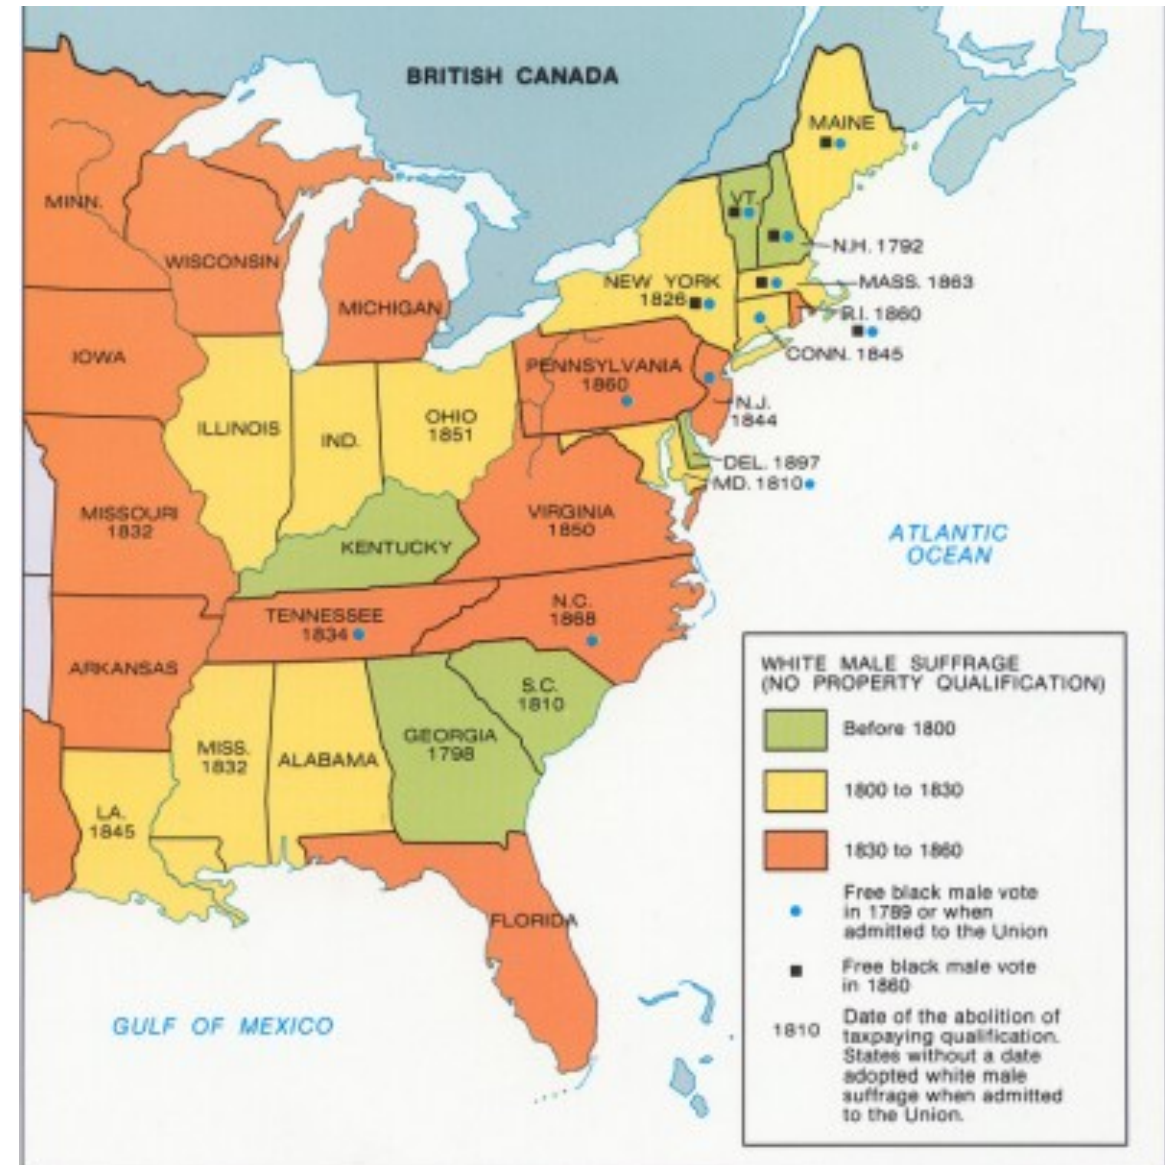 BRITISH CANADA
MAINE
MINN.
VT.
N.H. 1792
WISCONSIN
NEW YORK
1826
MASS. 1863
MICHIGAN
R.I. 1860
IOWA
PENNSYLVANIA
1860
CONN. 1845
N.J.
1844
ILLINOIS
IND.
OHIO
1851
DEL. 1897
MD. 1810
MISSOURI
1832
VIRGINIA
1850
KENTUCKY
ATLANTIC
OCEAN
TENNESSEE
1834
N.C.
1868
ARKANSAS
S.C.
1810
GEORGIA
1798
MISS.
1832
ALABAMA
LA.
1845
FLORIDA
GULF OF MEXICO
WHITE MALE SUFFRAGE
(NO PROPERTY QUALIFICATION)
Before 1800
1800 to 1830
1830 to 1860
Free black male vote
in 1789 or when
admitted to the Union
Free black male vote
in 1860
1810
Date of the abolition of
taxpaying qualification.
States without a date
adopted white male
suffrage when admitted
to the Union.